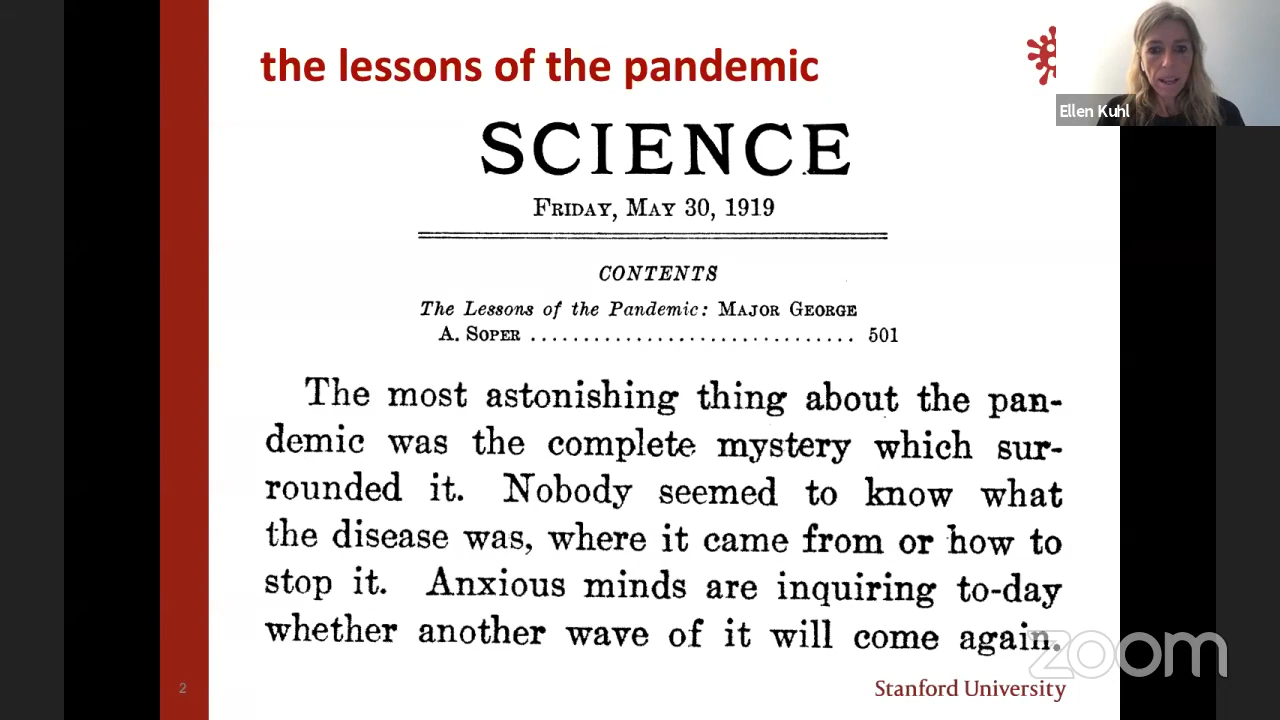 the lessons of the pandemic
Ellen Kuhl
SCIENCE
FRIDAY, MAY 30, 1919
CONTENTS
The Lessons of the Pandemic: MAJOR GEORGE
A. SOPER .............................. 501
The most astonishing thing about the pan-
demic was the complete mystery which sur-
rounded it. Nobody seemed to know what
the disease was, where it came from or how to
stop it. Anxious minds are inquiring to-day
whether another wave of it will come again.
zoom
2
Stanford University